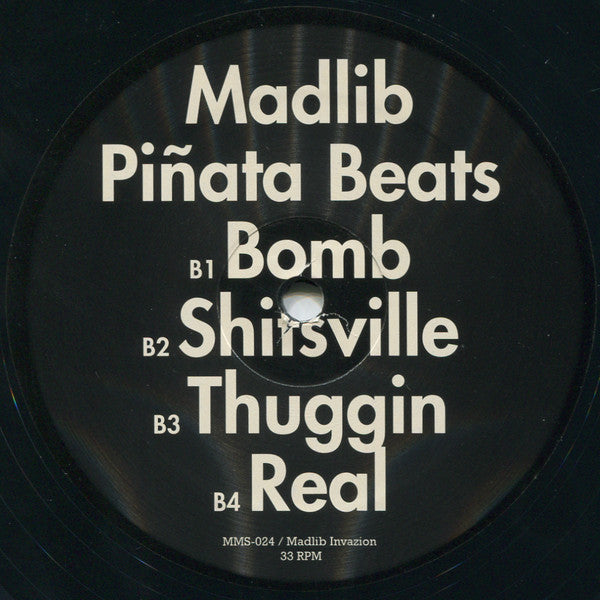 Madlib
Piñata Beats
B1 Bomb
B2 Shitsville
B3 Thuggin
B4 Real
MMS-024 / Madlib Invazion
33 RPM